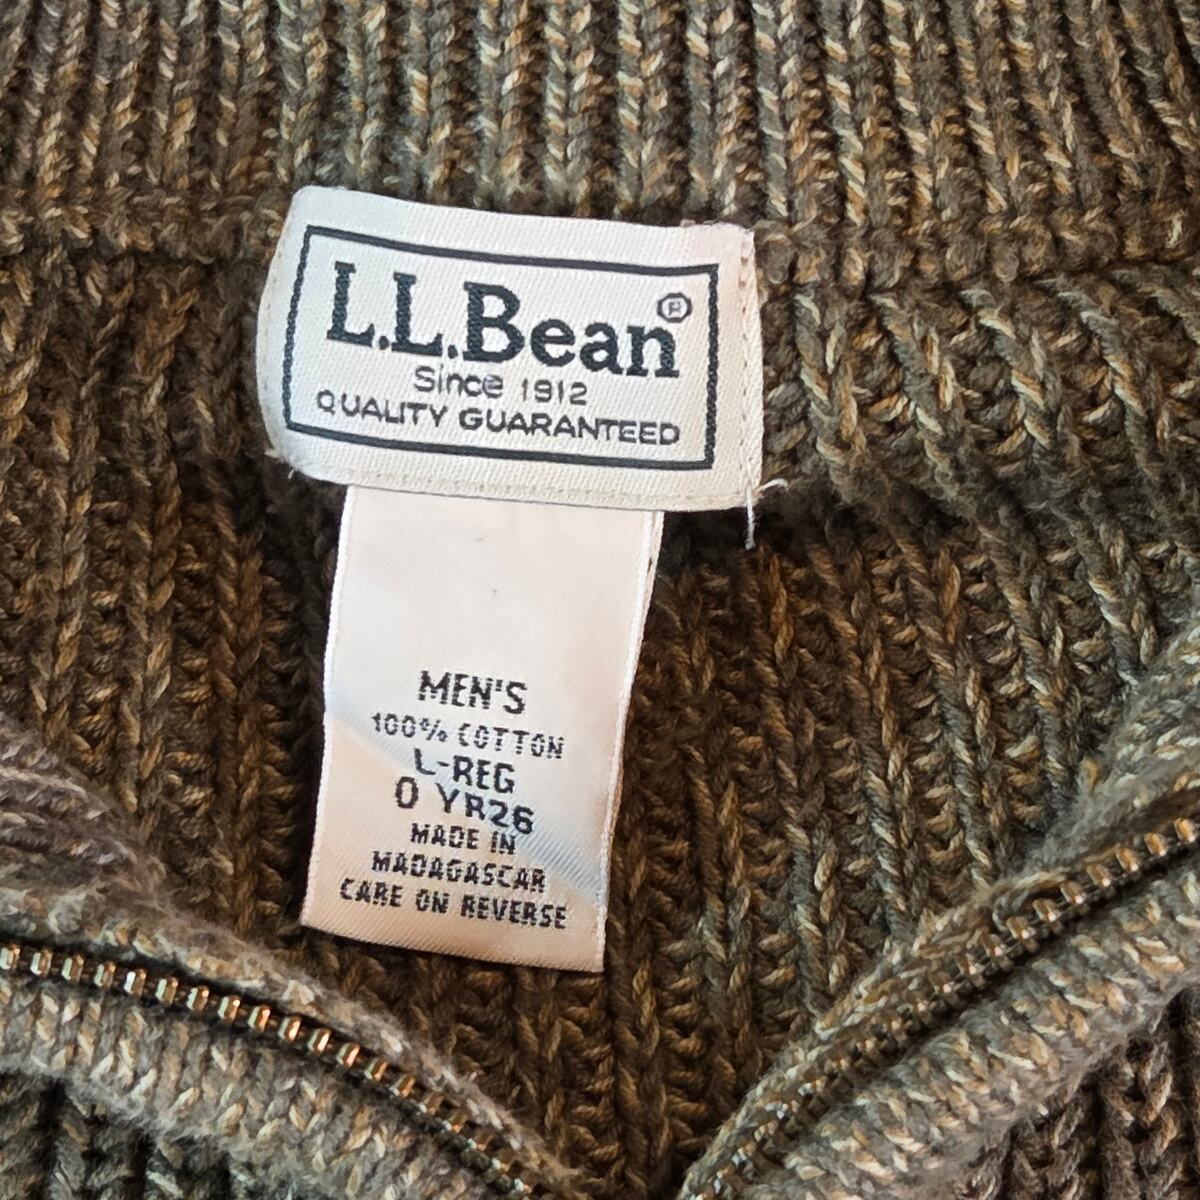 L.L.Bean®
Since 1912
QUALITY GUARANTEED
MEN'S
100% COTTON
L-REG
0 YR26
MADE IN
MADAGASCAR
CARE ON REVERSE